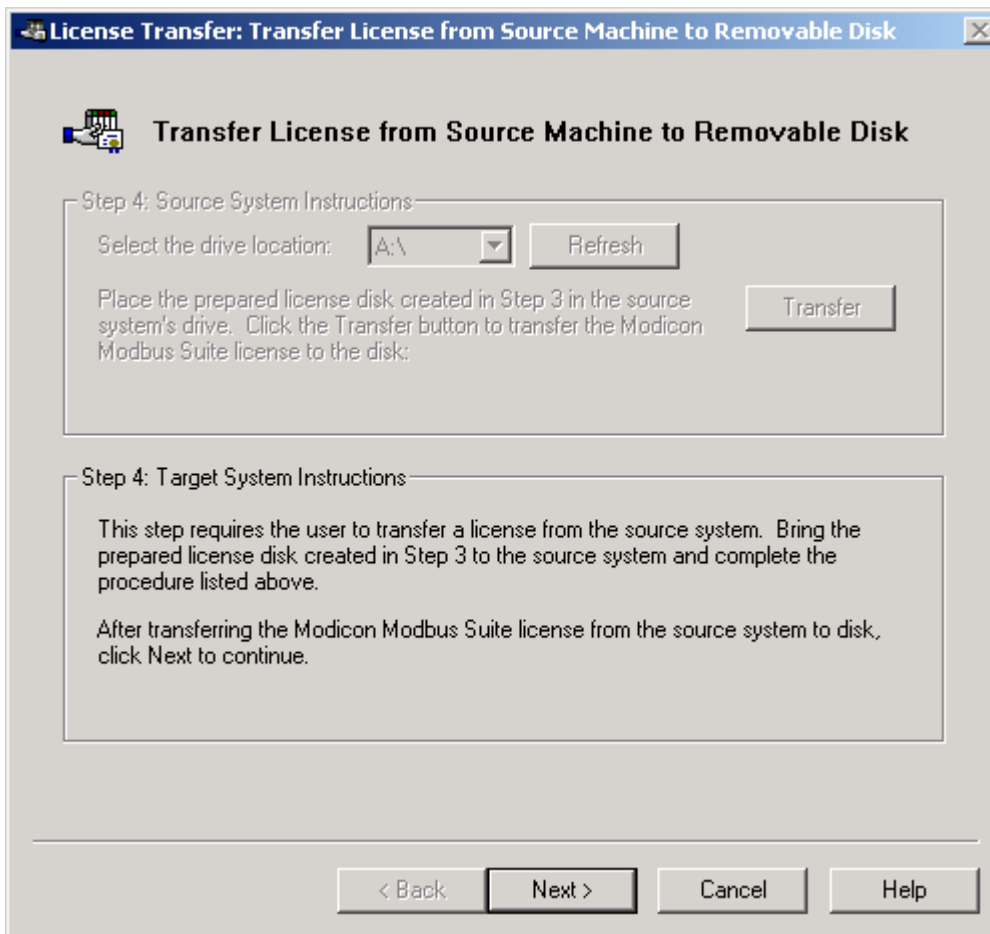 License Transfer: Transfer License from Source Machine to Removable Disk
Transfer License from Source Machine to Removable Disk
Step 4: Source System Instructions
Select the drive location:
A:\
Refresh
Place the prepared license disk created in Step 3 in the source
system's drive.  Click the Transfer button to transfer the Modicon
Modbus Suite license to the disk:
Transfer
Step 4: Target System Instructions
This step requires the user to transfer a license from the source system.  Bring the
prepared license disk created in Step 3 to the source system and complete the
procedure listed above.
After transferring the Modicon Modbus Suite license from the source system to disk,
click Next to continue.
< Back
Next >
Cancel
Help